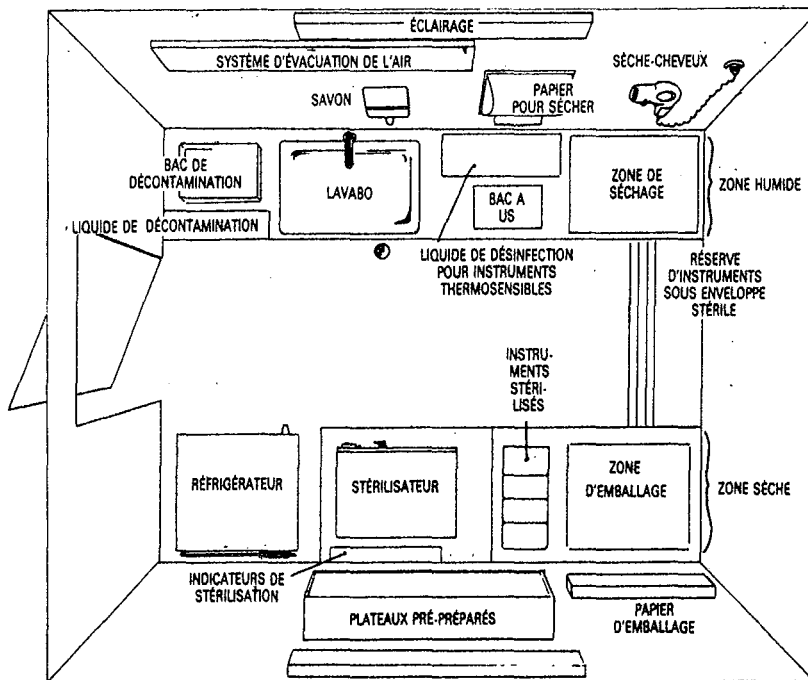 ÉCLAIRAGE
SYSTÈME D'ÉVACUATION DE L'AIR
SÈCHE-CHEVEUX
SAVON
PAPIER
POUR SÉCHER
BAC DE
DÉCONTAMINATION
LAVABO
BAC A
US
ZONE DE
SÉCHAGE
ZONE HUMIDE
LIQUIDE DE DÉCONTAMINATION
LIQUIDE DE DÉSINFECTION
POUR INSTRUMENTS
THERMOSENSIBLES
RÉSERVE
D'INSTRUMENTS
SOUS ENVELOPPE
STÉRILE
INSTRU-
MENTS
STÉRI-
LISÉS
RÉFRIGÉRATEUR
STÉRILISATEUR
ZONE
D'EMBALLAGE
ZONE SÈCHE
INDICATEURS DE
STÉRILISATION
PLATEAUX PRÉ-PRÉPARÉS
PAPIER
D'EMBALLAGE